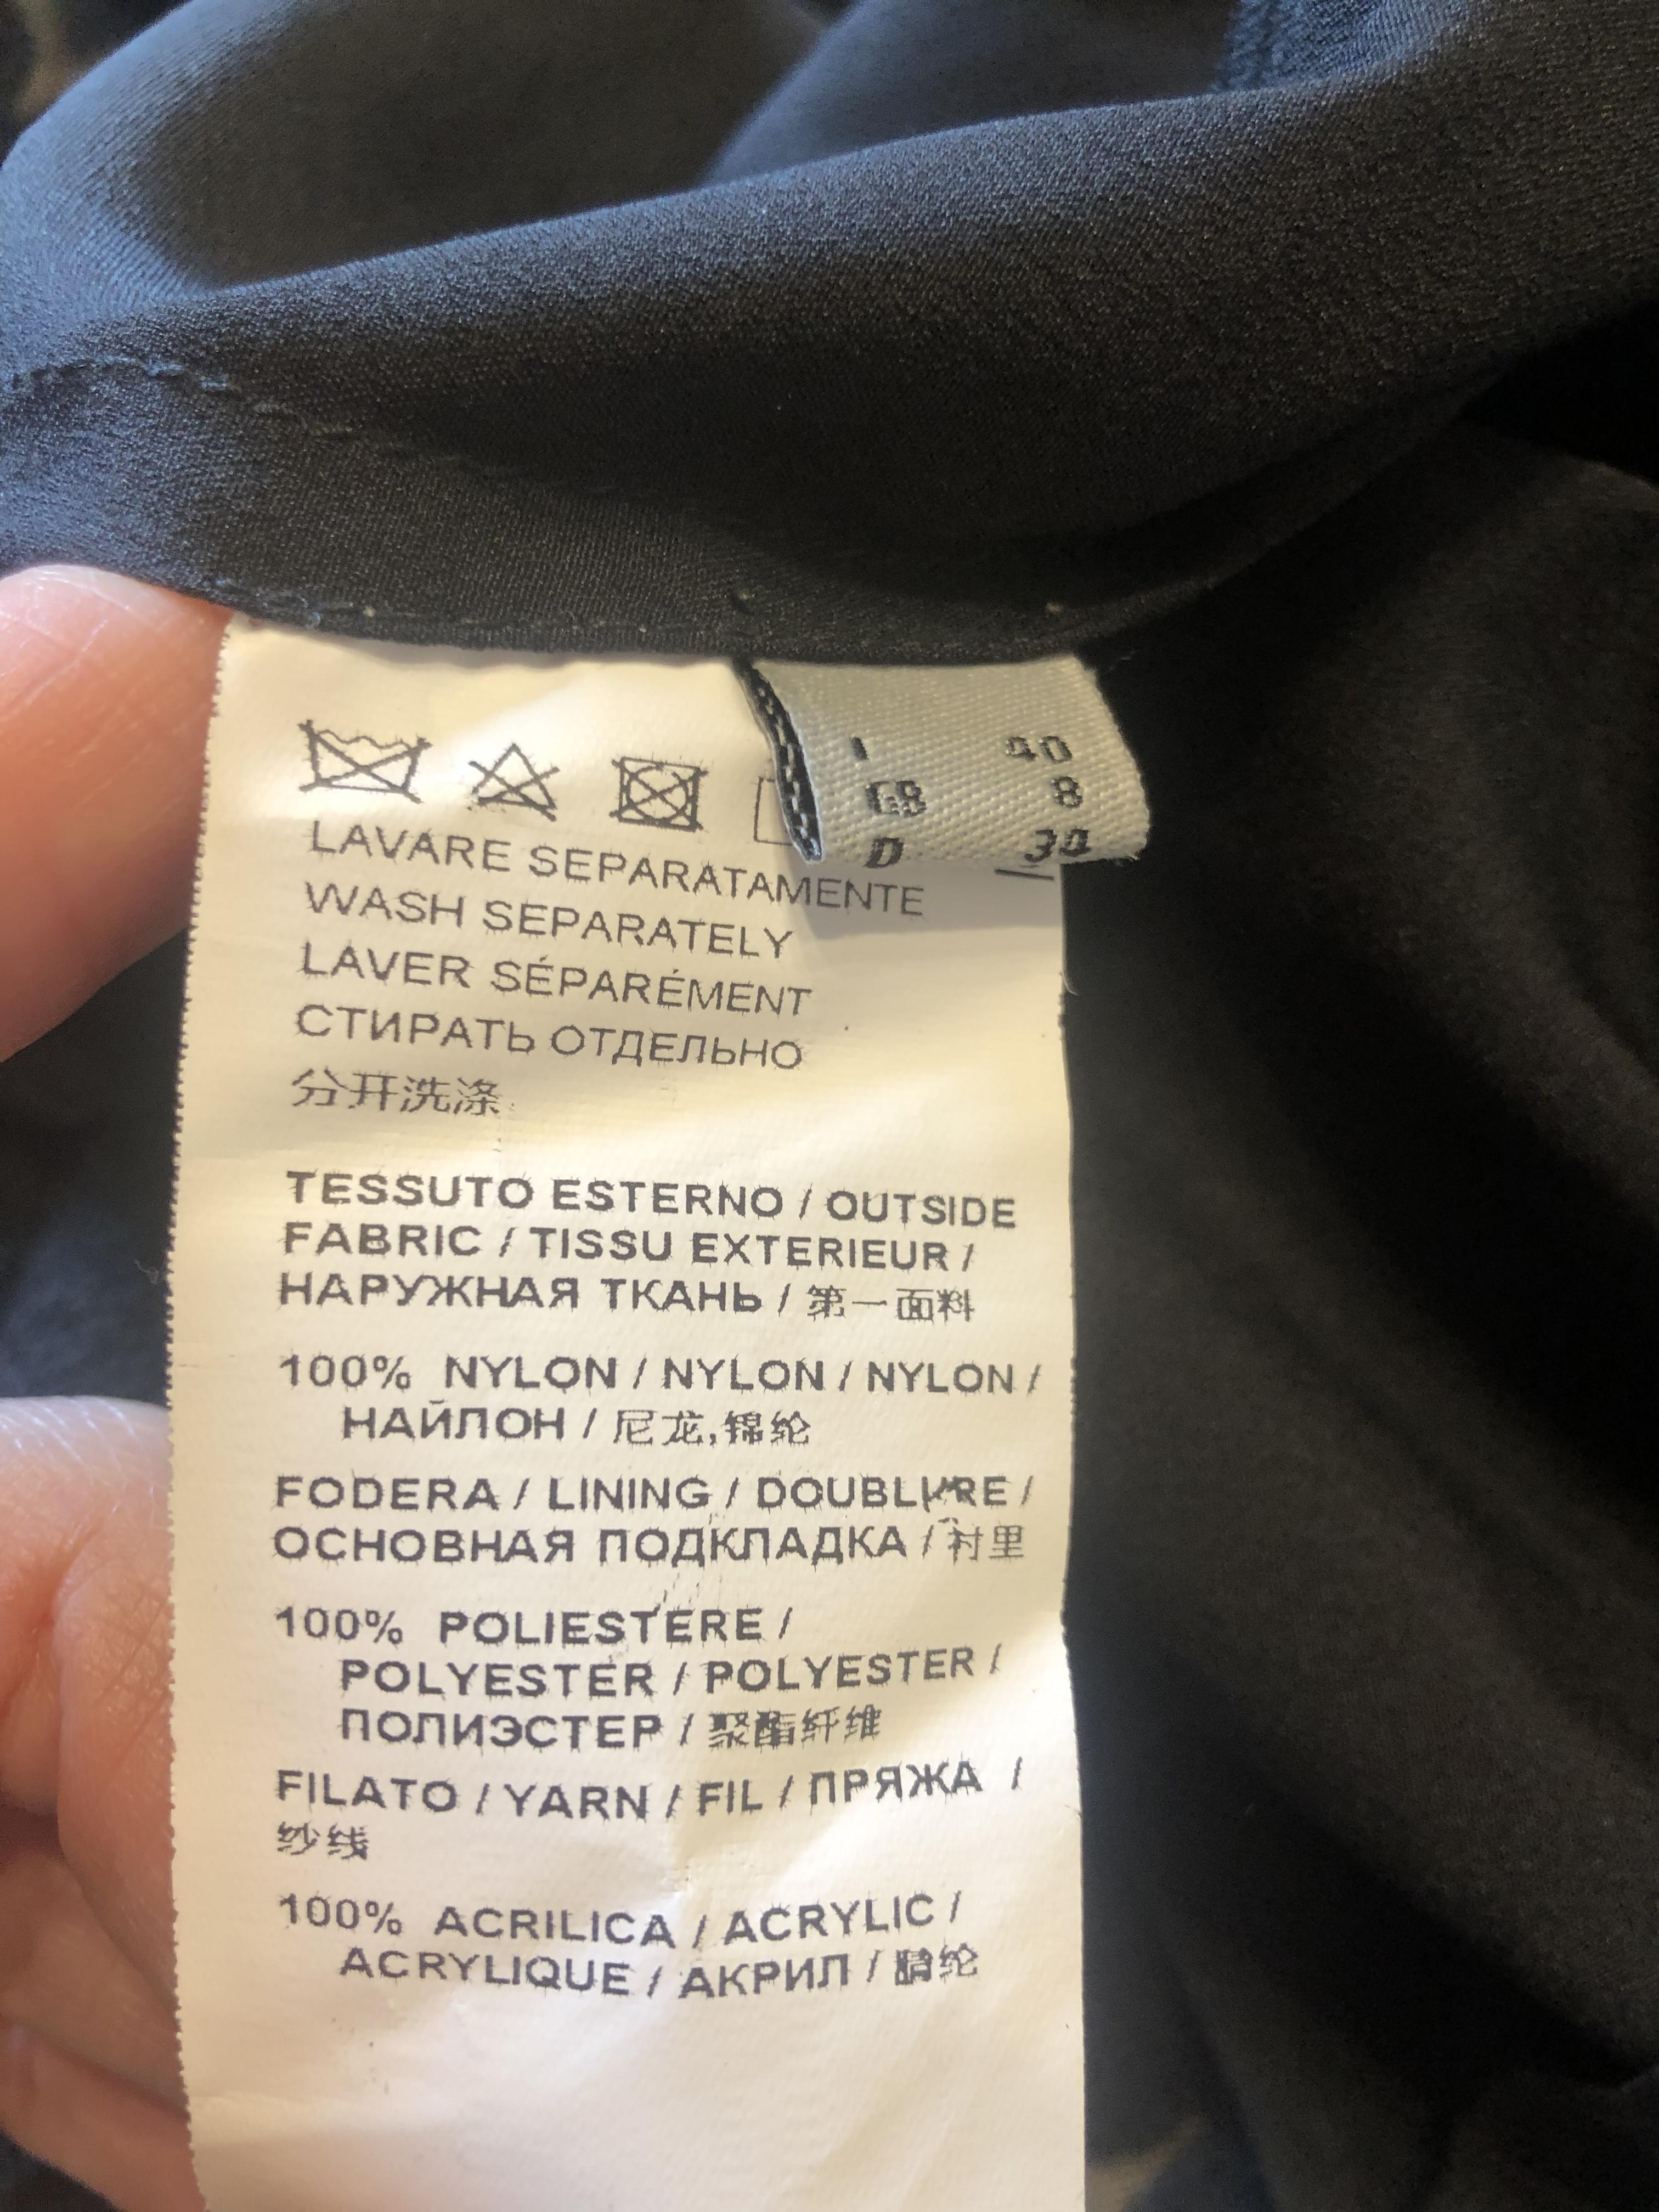 I 40
GB 8
D 34
LAVARE SEPARATAMENTE
WASH SEPARATELY
LAVER SÉPARÉMENT
СТИРАТЬ ОТДЕЛЬНО
分开洗涤
TESSUTO ESTERNO / OUTSIDE
FABRIC / TISSU EXTERIEUR /
НАРУЖНАЯ ТКАНЬ / 第一面料
100% NYLON / NYLON / NYLON /
НАЙЛОН / 尼龙,锦纶
FODERA / LINING / DOUBLURE /
ОСНОВНАЯ ПОДКЛАДКА / 衬里
100% POLIESTERE /
POLYESTER / POLYESTER /
ПОЛИЭСТЕР / 聚酯纤维
FILATO / YARN / FIL / ПРЯЖА /
纱线
100% ACRILICA / ACRYLIC /
ACRYLIQUE / АКРИЛ / 腈纶